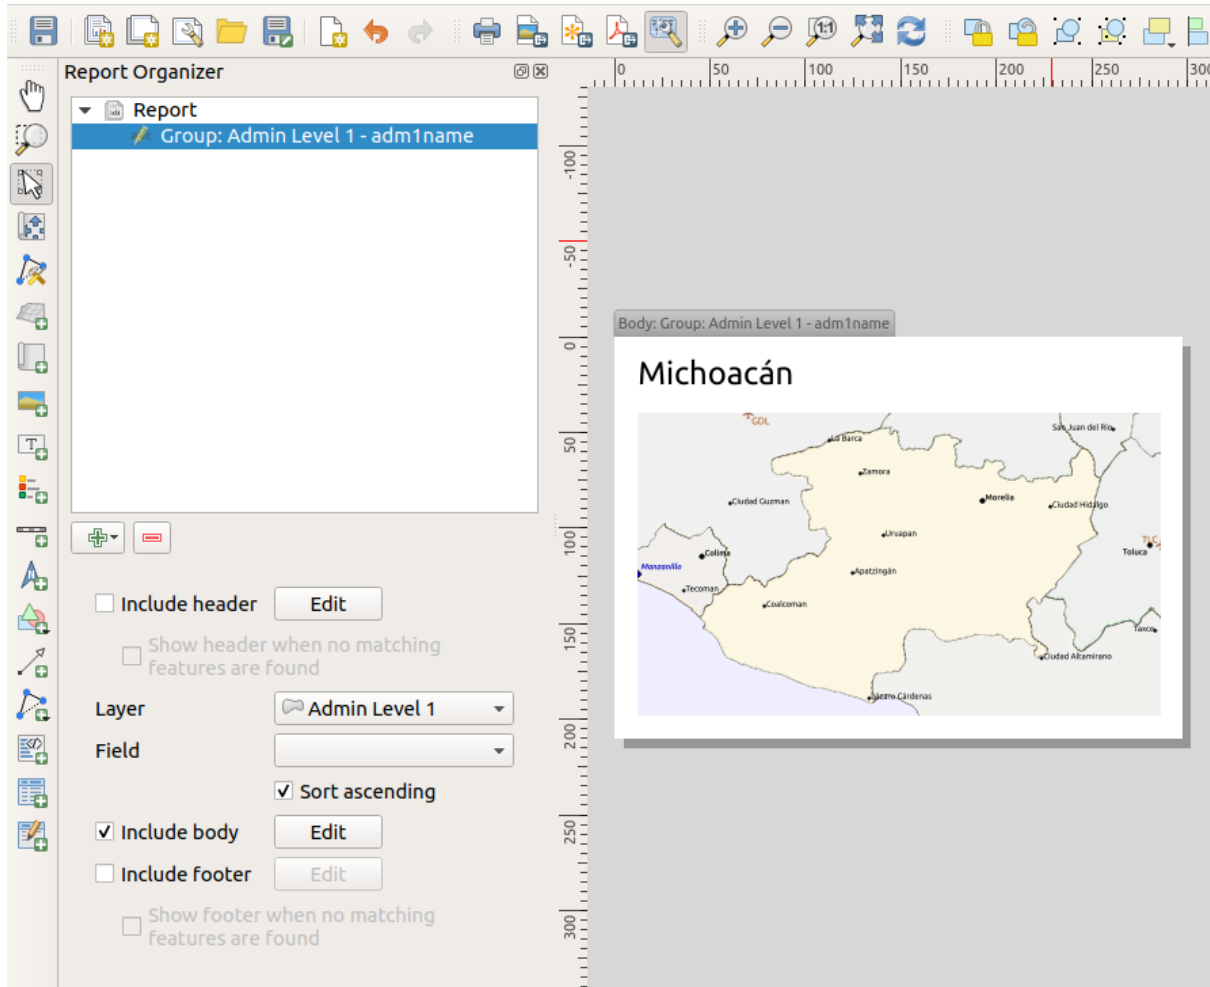 Report Organizer
Report
Group: Admin Level 1 - adm1name
Include header
Edit
Show header when no matching
features are found
Layer
Admin Level 1
Field
Sort ascending
Include body
Edit
Include footer
Edit
Show footer when no matching
features are found
0 50 100 150 200 250 300
-100
-50
0
50
100
150
200
250
300
Body: Group: Admin Level 1 - adm1name
Michoacán
GDL
San Juan del Río
La Barca
Zamora
Ciudad Guzman
Morelia
Ciudad Hidalgo
Uruapan
TLC
Toluca
Colima
Manzanillo
Apatzingán
Tecoman
Coalcoman
Taxco
Ciudad Altamirano
Lázaro Cárdenas
1:1
T